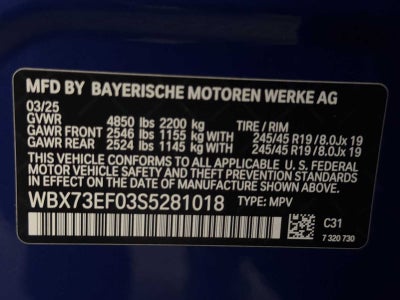 MFD BY BAYERISCHE MOTOREN WERKE AG
03/25
GVWR 4850 lbs 2200 kg TIRE / RIM
GAWR FRONT 2546 lbs 1155 kg WITH 245/45 R19 / 8.0Jx 19
GAWR REAR 2524 lbs 1145 kg WITH 245/45 R19 / 8.0Jx 19
THIS VEHICLE CONFORMS TO ALL APPLICABLE U. S. FEDERAL
MOTOR VEHICLE SAFETY STANDARDS IN EFFECT ON
THE DATE OF MANUFACTURE SHOWN ABOVE.
WBX73EF03S5281018 TYPE: MPV
C31
7 320 730